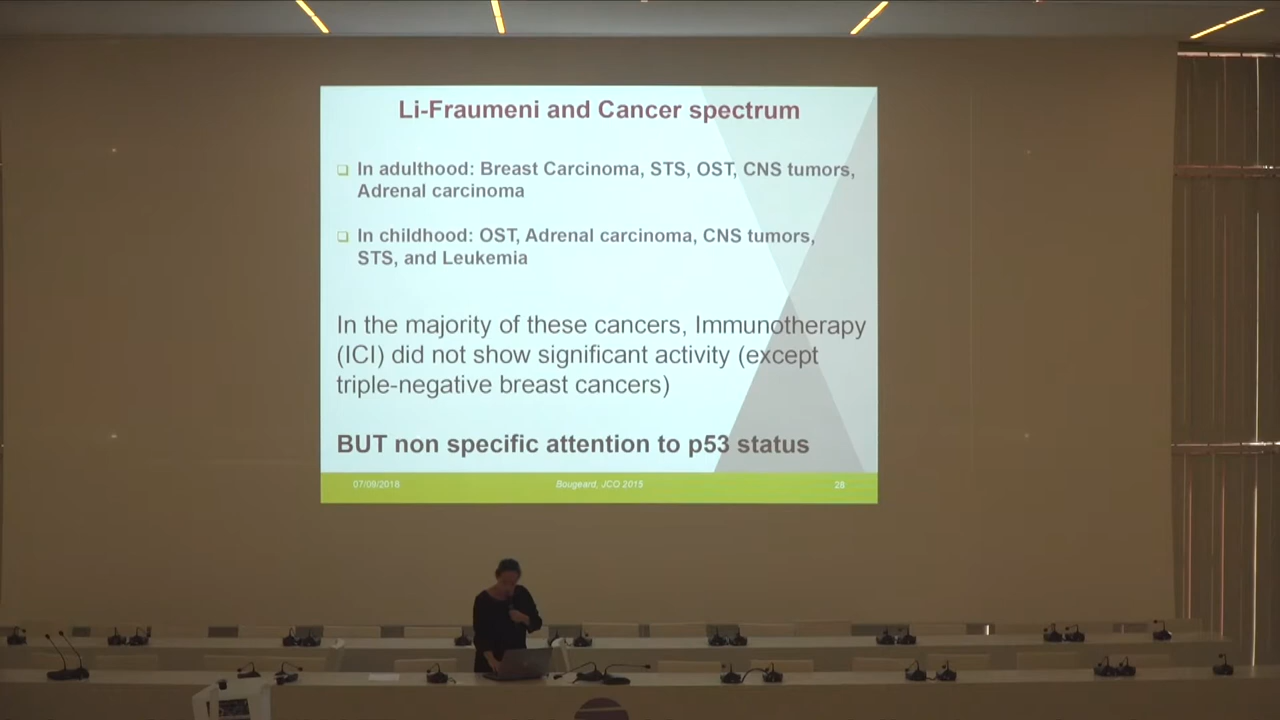 Li-Fraumeni and Cancer spectrum
In adulthood: Breast Carcinoma, STS, OST, CNS tumors,
Adrenal carcinoma
In childhood: OST, Adrenal carcinoma, CNS tumors,
STS, and Leukemia
In the majority of these cancers, Immunotherapy
(ICI) did not show significant activity (except
triple-negative breast cancers)
BUT non specific attention to p53 status
07/09/2018 Bougeard, JCO 2015 28